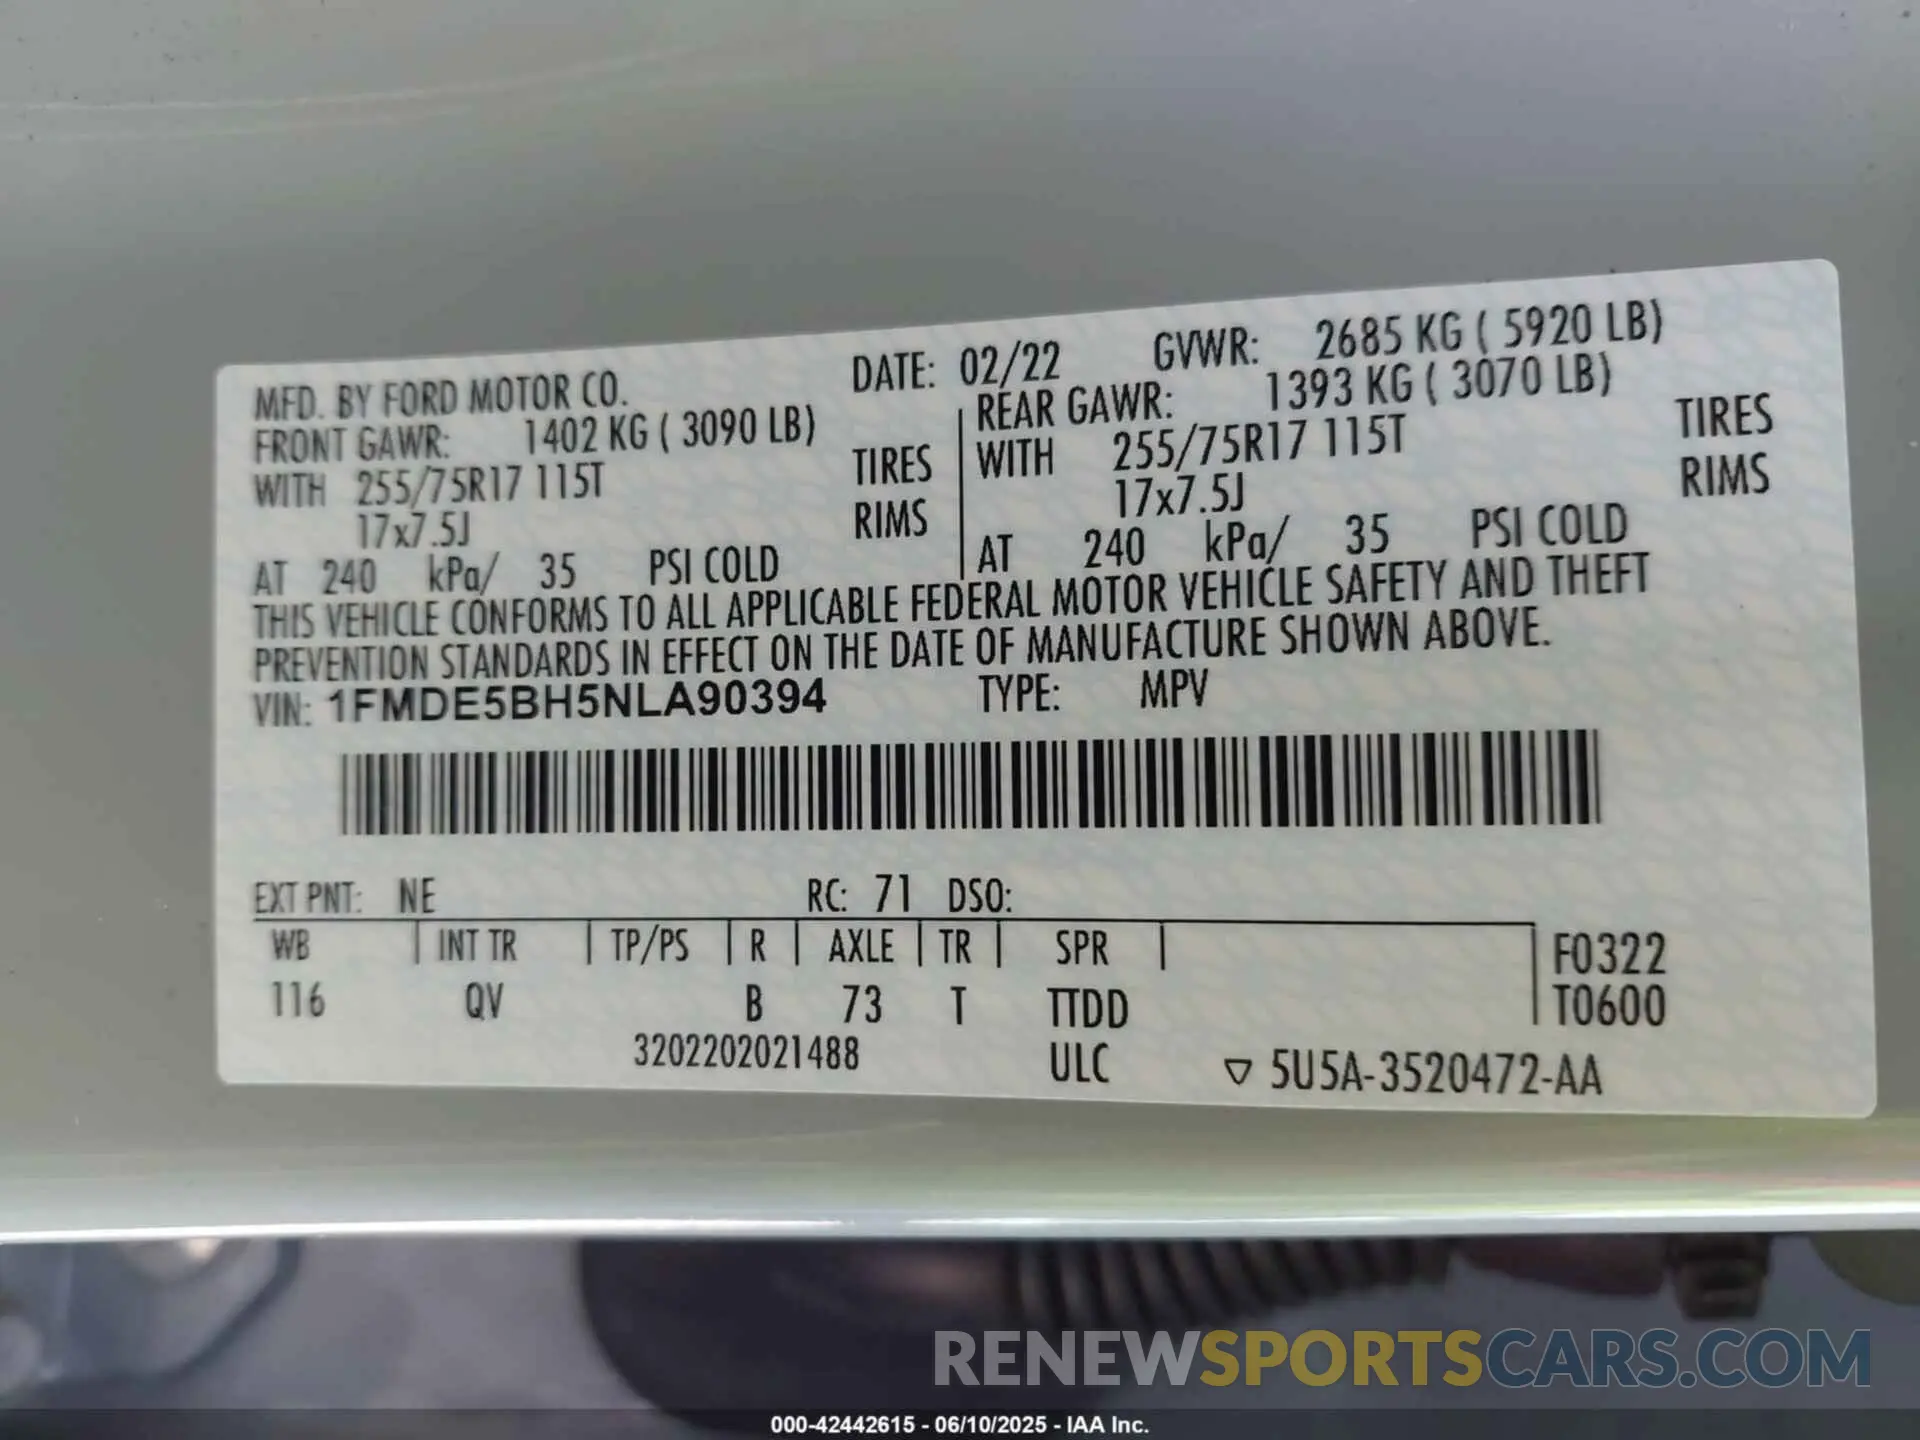 MFD. BY FORD MOTOR CO. DATE: 02/22 GVWR: 2685 KG ( 5920 LB)
FRONT GAWR: 1402 KG ( 3090 LB) REAR GAWR: 1393 KG ( 3070 LB)
WITH 255/75R17 115T TIRES WITH 255/75R17 115T TIRES
17x7.5J RIMS 17x7.5J RIMS
AT 240 kPa/ 35 PSI COLD AT 240 kPa/ 35 PSI COLD
THIS VEHICLE CONFORMS TO ALL APPLICABLE FEDERAL MOTOR VEHICLE SAFETY AND THEFT
PREVENTION STANDARDS IN EFFECT ON THE DATE OF MANUFACTURE SHOWN ABOVE.
VIN: 1FMDE5BH5NLA90394 TYPE: MPV
EXT PNT: NE RC: 71 DSO:
WB INT TR TP/PS R AXLE TR SPR F0322
116 QV B 73 T TTDD T0600
3202202021488 ULC ▽ 5U5A-3520472-AA
RENEWSPORTSCARS.COM
000-42442615 - 06/10/2025 - IAA Inc.